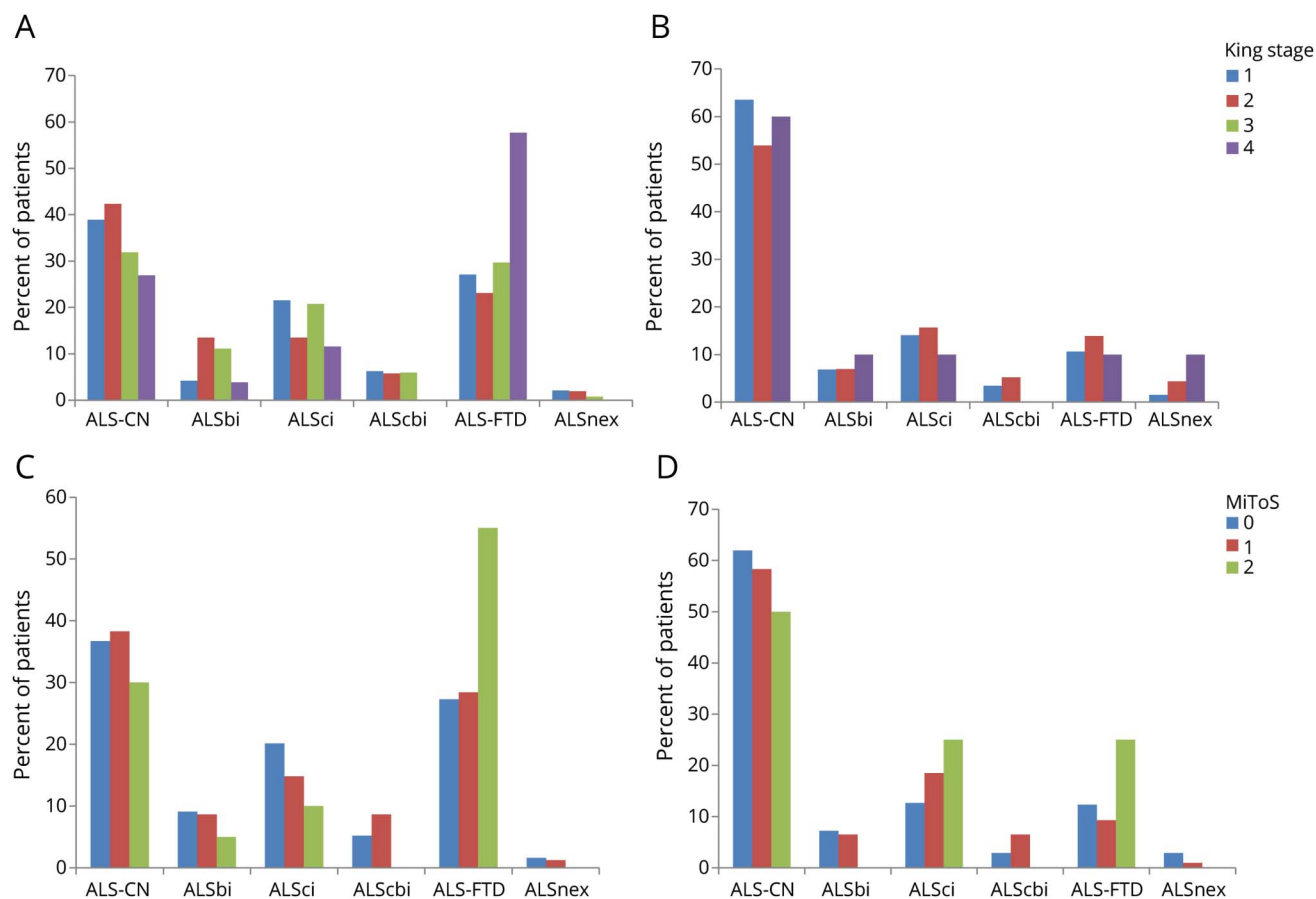 A
Percent of patients
70
60
50
40
30
20
10
0
ALS-CN ALSbi ALSci ALScbi ALS-FTD ALSnex
B
Percent of patients
70
60
50
40
30
20
10
0
ALS-CN ALSbi ALSci ALScbi ALS-FTD ALSnex
King stage
1
2
3
4
C
Percent of patients
60
50
40
30
20
10
0
ALS-CN ALSbi ALSci ALScbi ALS-FTD ALSnex
D
Percent of patients
70
60
50
40
30
20
10
0
ALS-CN ALSbi ALSci ALScbi ALS-FTD ALSnex
MiToS
0
1
2